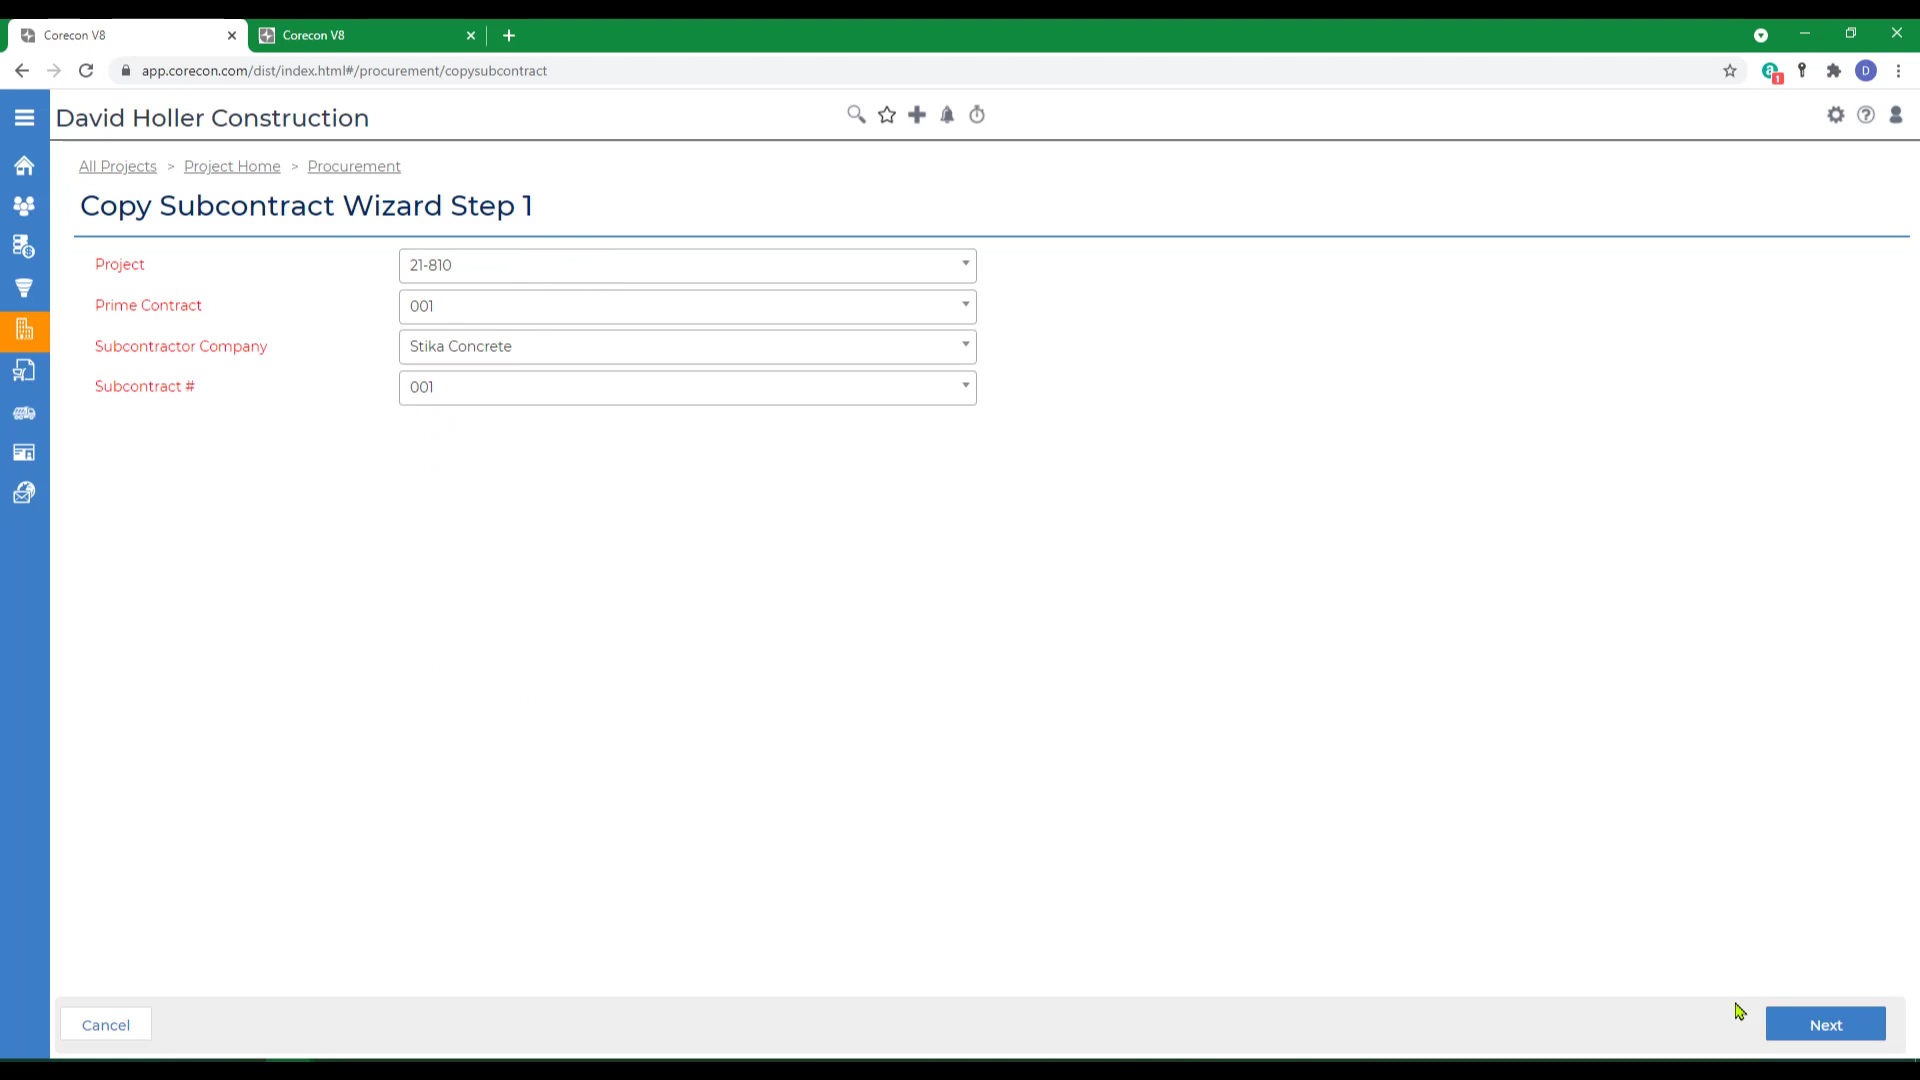 Corecon V8
Corecon V8
app.corecon.com/dist/index.html#/procurement/copysubcontract
a
1
D
David Holler Construction
All Projects > Project Home > Procurement
Copy Subcontract Wizard Step 1
Project
21-810
Prime Contract
001
Subcontractor Company
Stika Concrete
Subcontract #
001
Cancel
Next